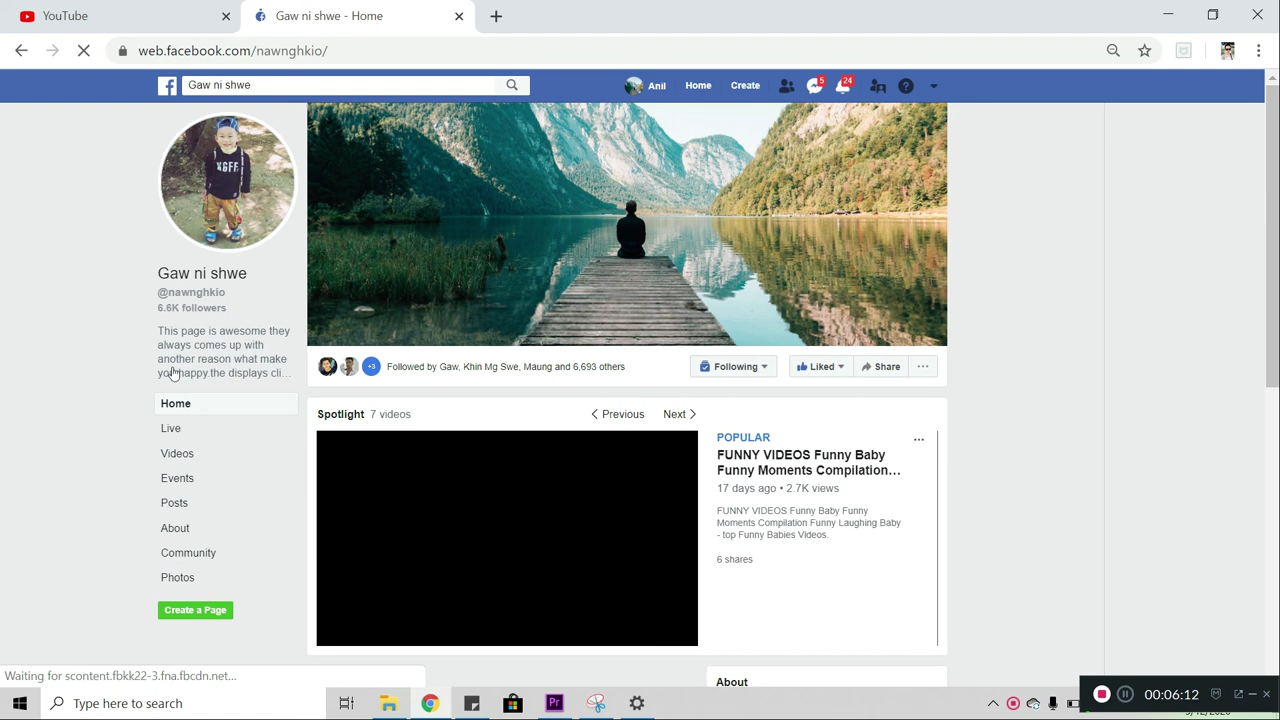 YouTube
Gaw ni shwe - Home
web.facebook.com/nawnghkio/
Gaw ni shwe
Anil
Home
Create
5
24
XGFF
Gaw ni shwe
@nawnghkio
6.6K followers
This page is awesome they
always comes up with
another reason what make
happy.the displays cli...
+3
Followed by Gaw, Khin Mg Swe, Maung and 6,693 others
Following
Liked
Share
Home
Live
Videos
Events
Posts
About
Community
Photos
Create a Page
Spotlight 7 videos
Previous
Next
POPULAR
FUNNY VIDEOS Funny Baby
Funny Moments Compilation...
17 days ago • 2.7K views
FUNNY VIDEOS Funny Baby Funny
Moments Compilation Funny Laughing Baby
- top Funny Babies Videos.
6 shares
About
Waiting for scontent.fbkk22-3.fna.fbcdn.net...
Type here to search
Pr
00:06:12